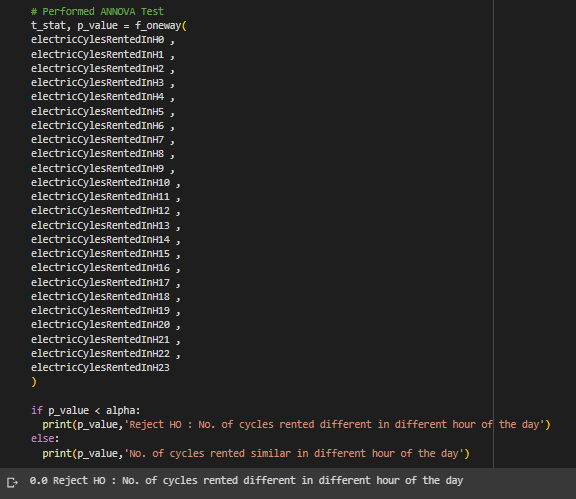 # Performed ANNOVA Test
t_stat, p_value = f_oneway(
electricCylesRentedInH0 ,
electricCylesRentedInH1 ,
electricCylesRentedInH2 ,
electricCylesRentedInH3 ,
electricCylesRentedInH4 ,
electricCylesRentedInH5 ,
electricCylesRentedInH6 ,
electricCylesRentedInH7 ,
electricCylesRentedInH8 ,
electricCylesRentedInH9 ,
electricCylesRentedInH10 ,
electricCylesRentedInH11 ,
electricCylesRentedInH12 ,
electricCylesRentedInH13 ,
electricCylesRentedInH14 ,
electricCylesRentedInH15 ,
electricCylesRentedInH16 ,
electricCylesRentedInH17 ,
electricCylesRentedInH18 ,
electricCylesRentedInH19 ,
electricCylesRentedInH20 ,
electricCylesRentedInH21 ,
electricCylesRentedInH22 ,
electricCylesRentedInH23
)
if p_value < alpha:
print(p_value,'Reject HO : No. of cycles rented different in different hour of the day')
else:
print(p_value,'No. of cycles rented similar in different hour of the day')
0.0 Reject HO : No. of cycles rented different in different hour of the day